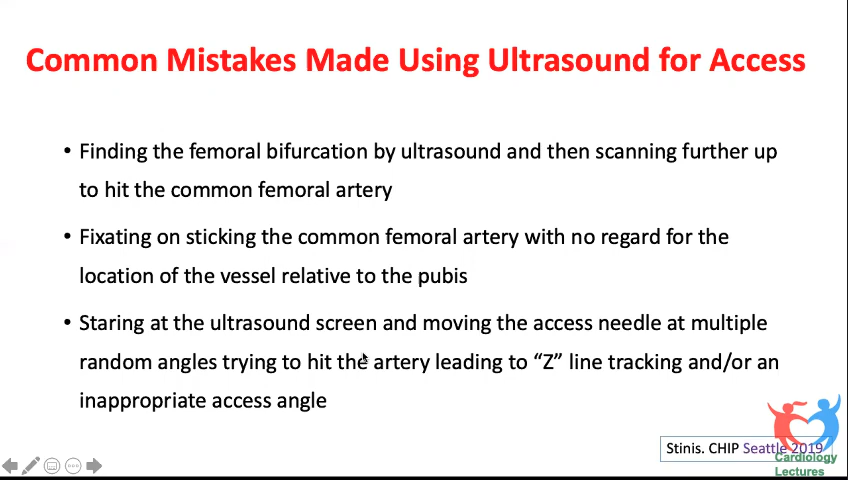 Common Mistakes Made Using Ultrasound for Access
• Finding the femoral bifurcation by ultrasound and then scanning further up
to hit the common femoral artery
• Fixating on sticking the common femoral artery with no regard for the
location of the vessel relative to the pubis
• Staring at the ultrasound screen and moving the access needle at multiple
random angles trying to hit the artery leading to “Z” line tracking and/or an
inappropriate access angle
Stinis. CHIP Seattle 2019
Cardiology
Lectures